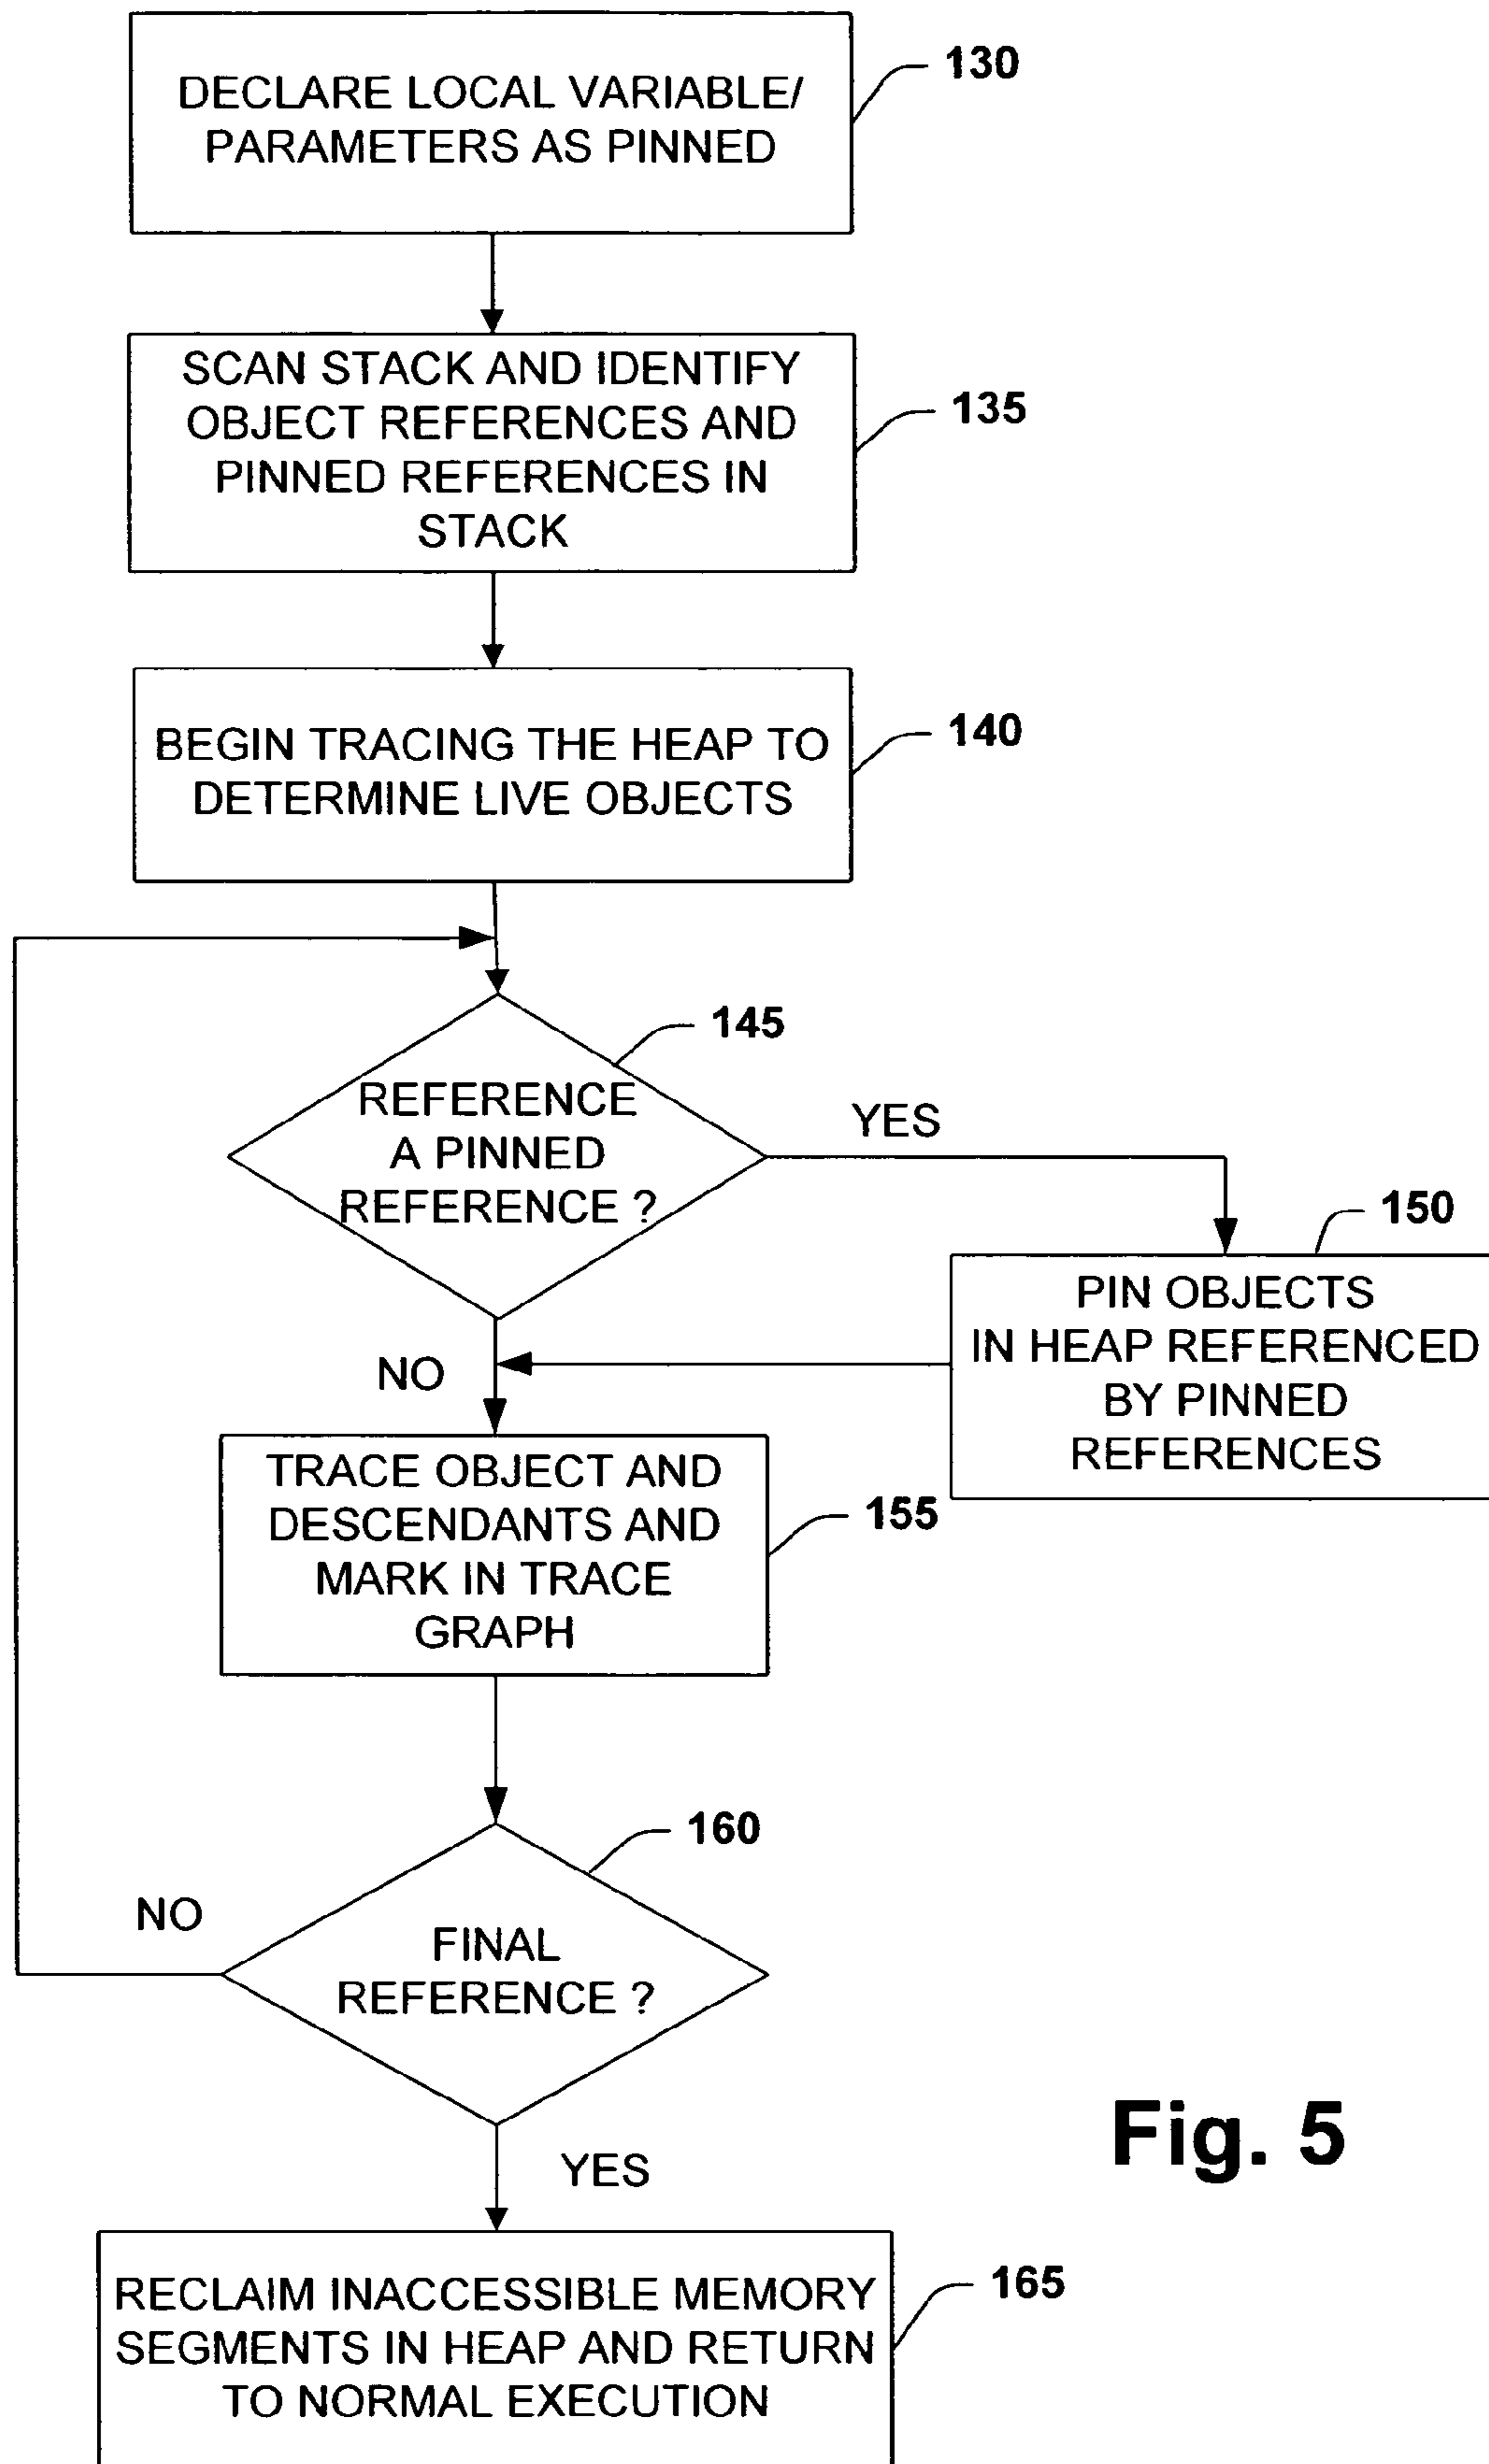 DECLARE LOCAL VARIABLE/
PARAMETERS AS PINNED
130
SCAN STACK AND IDENTIFY
OBJECT REFERENCES AND
PINNED REFERENCES IN
STACK
135
BEGIN TRACING THE HEAP TO
DETERMINE LIVE OBJECTS
140
145
REFERENCE
A PINNED
REFERENCE ?
YES
NO
150
PIN OBJECTS
IN HEAP REFERENCED
BY PINNED
REFERENCES
TRACE OBJECT AND
DESCENDANTS AND
MARK IN TRACE
GRAPH
155
160
NO
FINAL
REFERENCE ?
YES
Fig. 5
RECLAIM INACCESSIBLE MEMORY
SEGMENTS IN HEAP AND RETURN
TO NORMAL EXECUTION
165